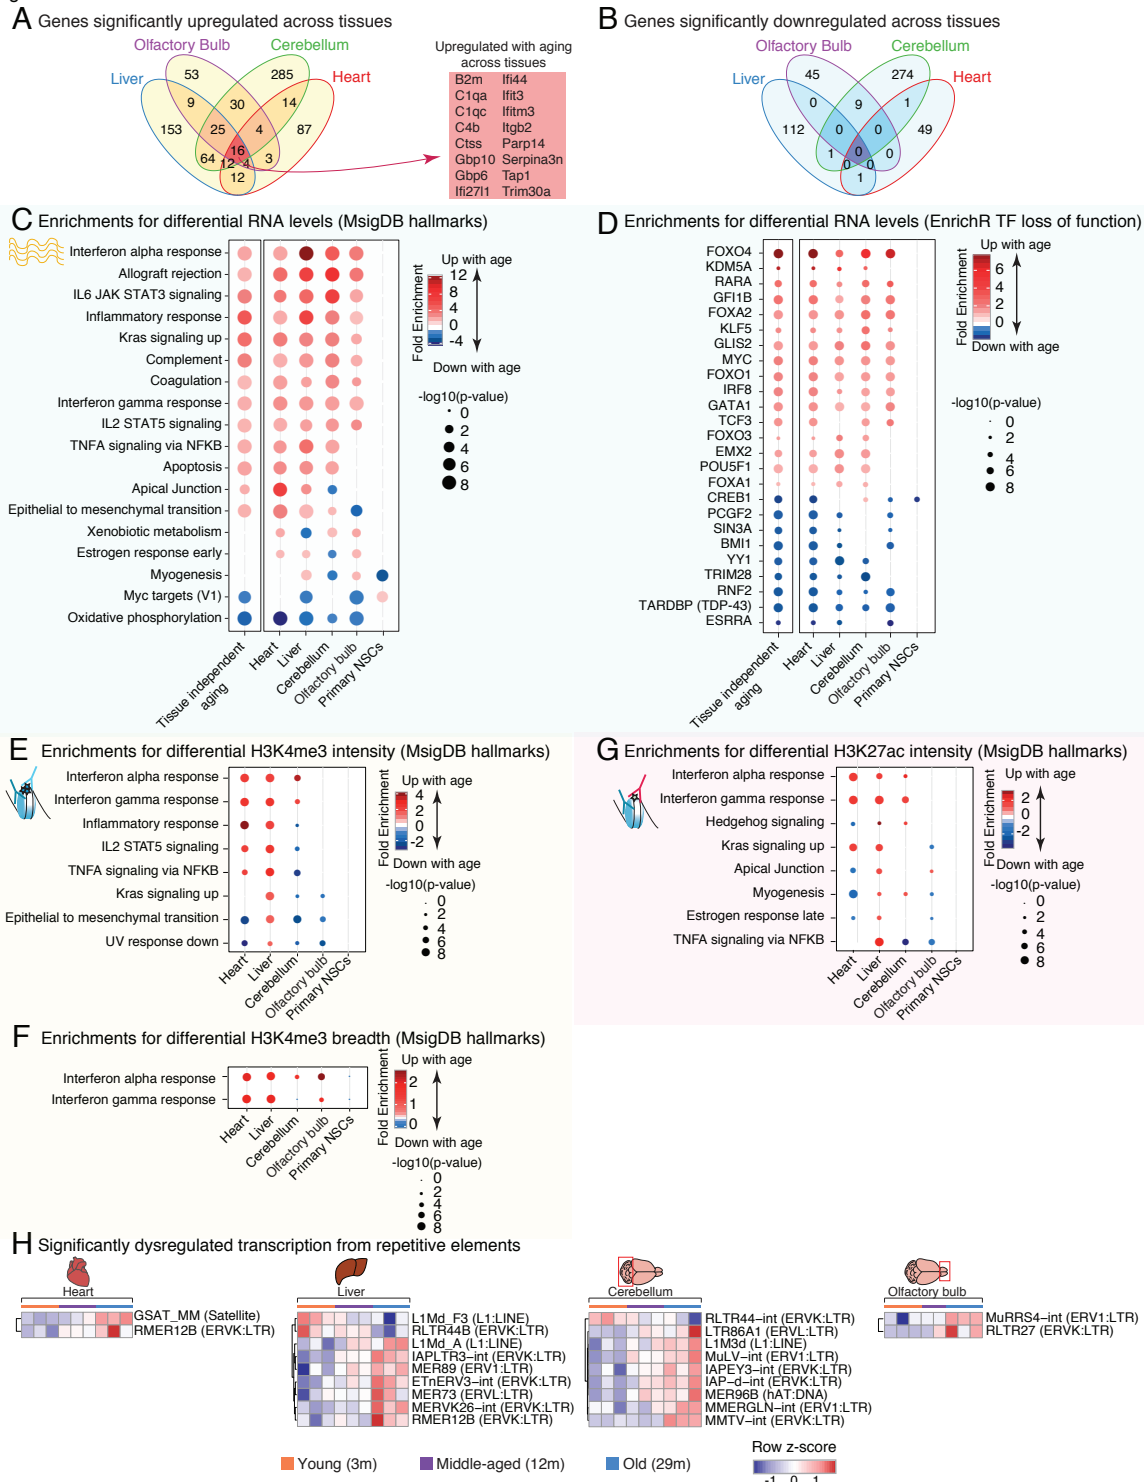 A Genes significantly upregulated across tissues
Olfactory Bulb
Cerebellum
Liver
Heart
53
285
9
30
14
153
25
4
87
16
64
12
4
3
12
Upregulated with aging
across tissues
B2m Ifi44
C1qa Ifit3
C1qc Ifitm3
C4b Itgb2
Ctss Parp14
Gbp10 Serpina3n
Gbp6 Tap1
Ifi27l1 Trim30a
B Genes significantly downregulated across tissues
Olfactory Bulb
Cerebellum
Liver
Heart
45
274
0
9
1
112
0
0
49
0
1
0
0
0
1
C Enrichments for differential RNA levels (MsigDB hallmarks)
Interferon alpha response
Allograft rejection
IL6 JAK STAT3 signaling
Inflammatory response
Kras signaling up
Complement
Coagulation
Interferon gamma response
IL2 STAT5 signaling
TNFA signaling via NFKB
Apoptosis
Apical Junction
Epithelial to mesenchymal transition
Xenobiotic metabolism
Estrogen response early
Myogenesis
Myc targets (V1)
Oxidative phosphorylation
Tissue independent
aging
Heart
Liver
Cerebellum
Olfactory bulb
Primary NSCs
Up with age
Fold Enrichment
12
8
4
0
-4
Down with age
-log10(p-value)
0
2
4
6
8
D Enrichments for differential RNA levels (EnrichR TF loss of function)
FOXO4
KDM5A
RARA
GFI1B
FOXA2
KLF5
GLIS2
MYC
FOXO1
IRF8
GATA1
TCF3
FOXO3
EMX2
POU5F1
FOXA1
CREB1
PCGF2
SIN3A
BMI1
YY1
TRIM28
RNF2
TARDBP (TDP-43)
ESRRA
Tissue independent
aging
Heart
Liver
Cerebellum
Olfactory bulb
Primary NSCs
Up with age
Fold Enrichment
6
4
2
0
Down with age
-log10(p-value)
0
2
4
6
8
E Enrichments for differential H3K4me3 intensity (MsigDB hallmarks)
Interferon alpha response
Interferon gamma response
Inflammatory response
IL2 STAT5 signaling
TNFA signaling via NFKB
Kras signaling up
Epithelial to mesenchymal transition
UV response down
Heart
Liver
Cerebellum
Olfactory bulb
Primary NSCs
Up with age
Fold Enrichment
4
2
0
-2
Down with age
-log10(p-value)
0
2
4
6
8
G Enrichments for differential H3K27ac intensity (MsigDB hallmarks)
Interferon alpha response
Interferon gamma response
Hedgehog signaling
Kras signaling up
Apical Junction
Myogenesis
Estrogen response late
TNFA signaling via NFKB
Heart
Liver
Cerebellum
Olfactory bulb
Primary NSCs
Up with age
Fold Enrichment
2
0
-2
Down with age
-log10(p-value)
0
2
4
6
8
F Enrichments for differential H3K4me3 breadth (MsigDB hallmarks)
Interferon alpha response
Interferon gamma response
Heart
Liver
Cerebellum
Olfactory bulb
Primary NSCs
Up with age
Fold Enrichment
2
1
0
Down with age
-log10(p-value)
0
2
4
6
8
H Significantly dysregulated transcription from repetitive elements
Heart
GSAT_MM (Satellite)
RMER12B (ERVK:LTR)
Liver
L1Md_F3 (L1:LINE)
RLTR44B (ERVK:LTR)
L1Md_A (L1:LINE)
IAPLTR3-int (ERVK:LTR)
MER89 (ERV1:LTR)
ETnERV3-int (ERVK:LTR)
MER73 (ERVL:LTR)
MERVK26-int (ERVK:LTR)
RMER12B (ERVK:LTR)
Cerebellum
RLTR44-int (ERVK:LTR)
LTR86A1 (ERVL:LTR)
L1M3d (L1:LINE)
MuLV-int (ERV1:LTR)
IAPEY3-int (ERVK:LTR)
IAP-d-int (ERVK:LTR)
MER96B (hAT:DNA)
MMERGLN-int (ERV1:LTR)
MMTV-int (ERVK:LTR)
Olfactory bulb
MuRRS4-int (ERV1:LTR)
RLTR27 (ERVK:LTR)
Young (3m)
Middle-aged (12m)
Old (29m)
Row z-score
-1 0 1